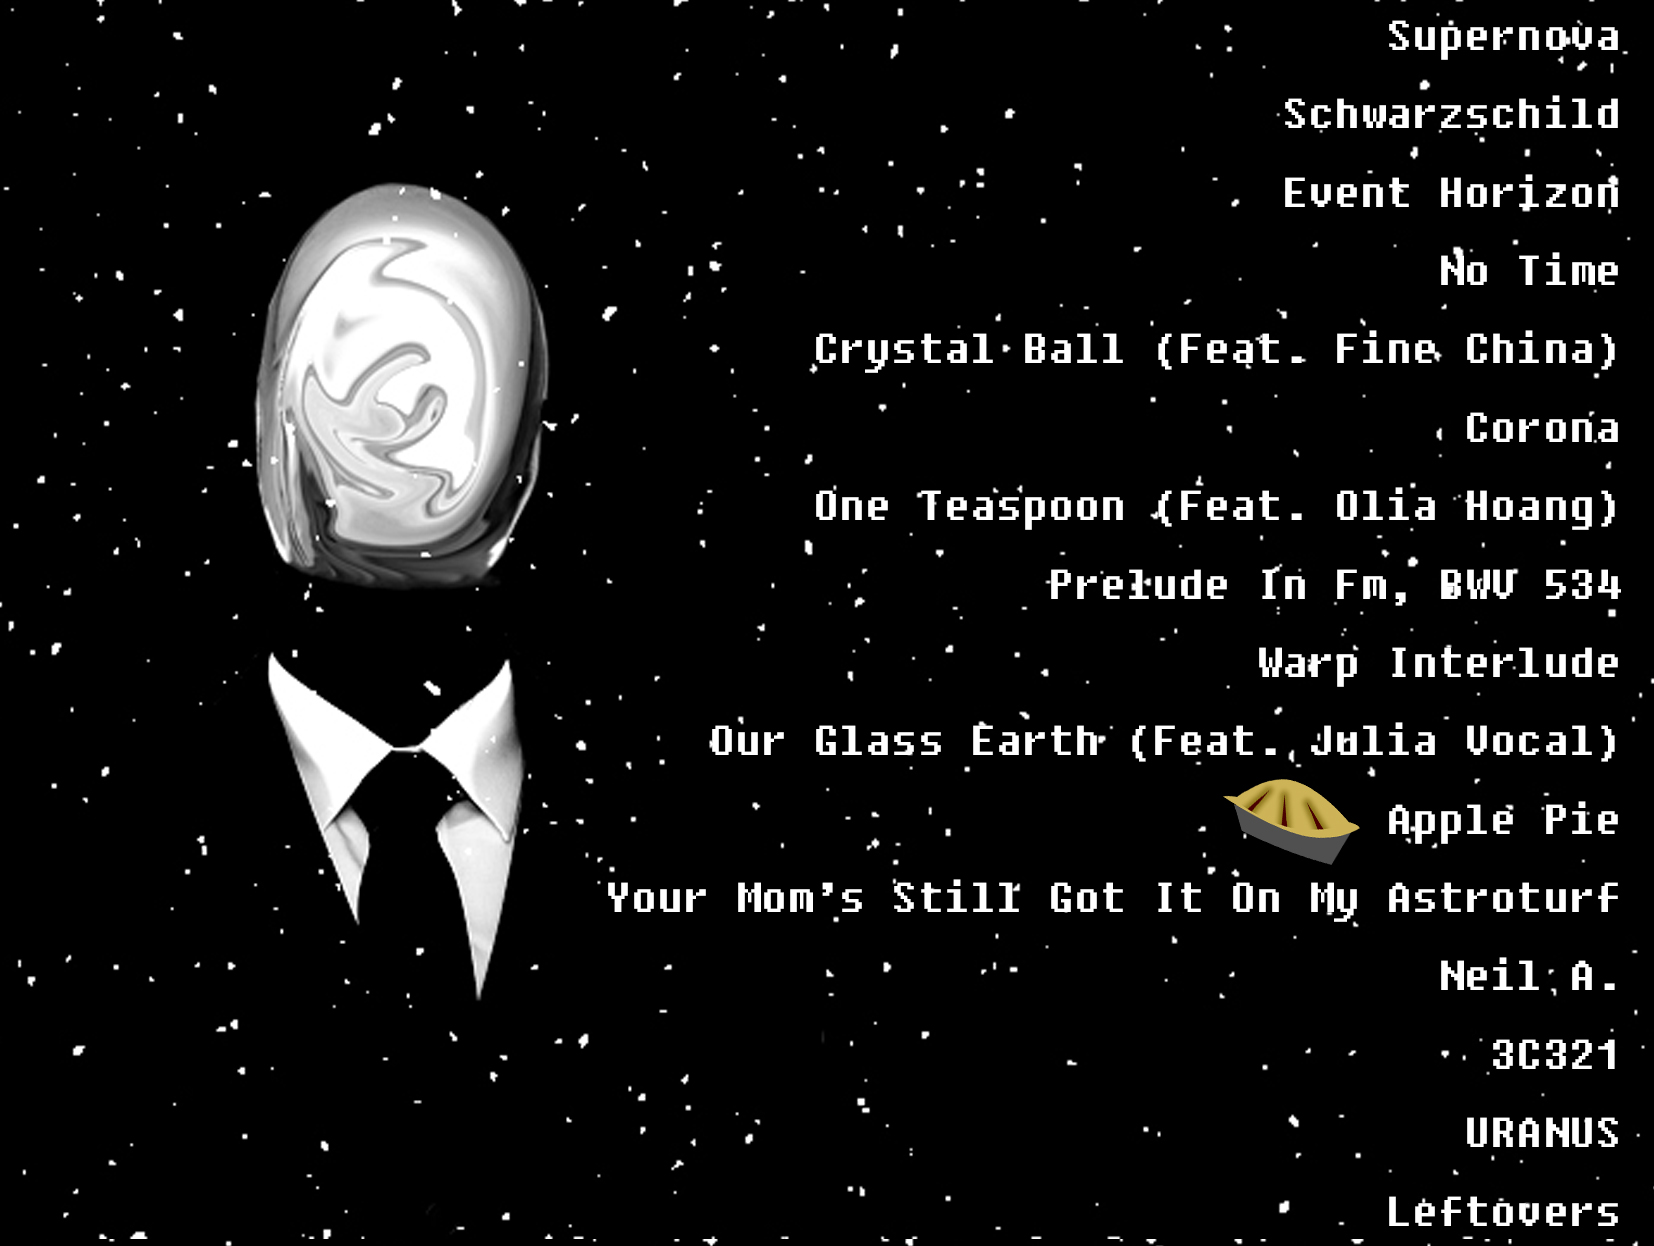 Supernova
Schwarzschild
Event Horizon
No Time
Crystal Ball (Feat. Fine China)
Corona
One Teaspoon (Feat. Olia Hoang)
Prelude In Fm, BWV 534
Warp Interlude
Our Glass Earth (Feat. Julia Vocal)
Apple Pie
Your Mom's Still Got It On My Astroturf
Neil A.
3C321
URANUS
Leftovers